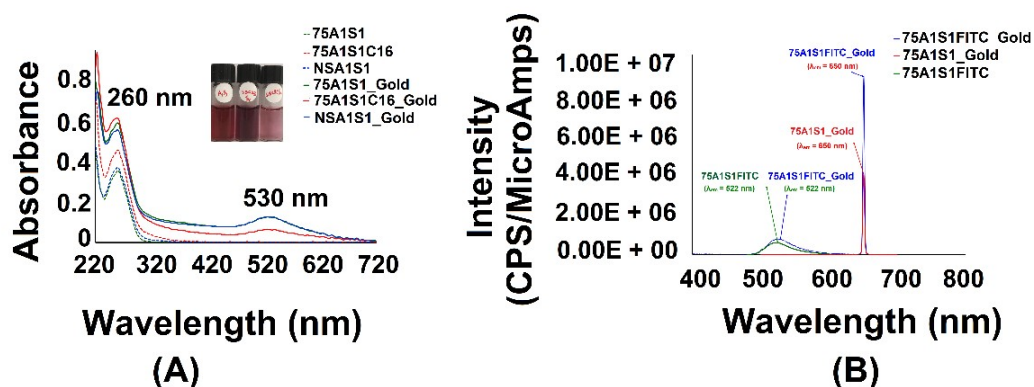 75A1S1
75A1S1C16
NSA1S1
75A1S1_Gold
75A1S1C16_Gold
NSA1S1_Gold
260 nm
530 nm
Absorbance
0.8
0.6
0.4
0.2
0
220 320 420 520 620 720
Wavelength (nm)
(A)
75A1S1FITC_Gold
75A1S1_Gold
75A1S1FITC
75A1S1FITC_Gold
(λem = 650 nm)
75A1S1_Gold
(λem = 650 nm)
75A1S1FITC
(λem = 522 nm)
75A1S1FITC_Gold
(λem = 522 nm)
Intensity
(CPS/MicroAmps)
1.00E + 07
8.00E + 06
6.00E + 06
4.00E + 06
2.00E + 06
0.00E + 00
400 500 600 700 800
Wavelength (nm)
(B)